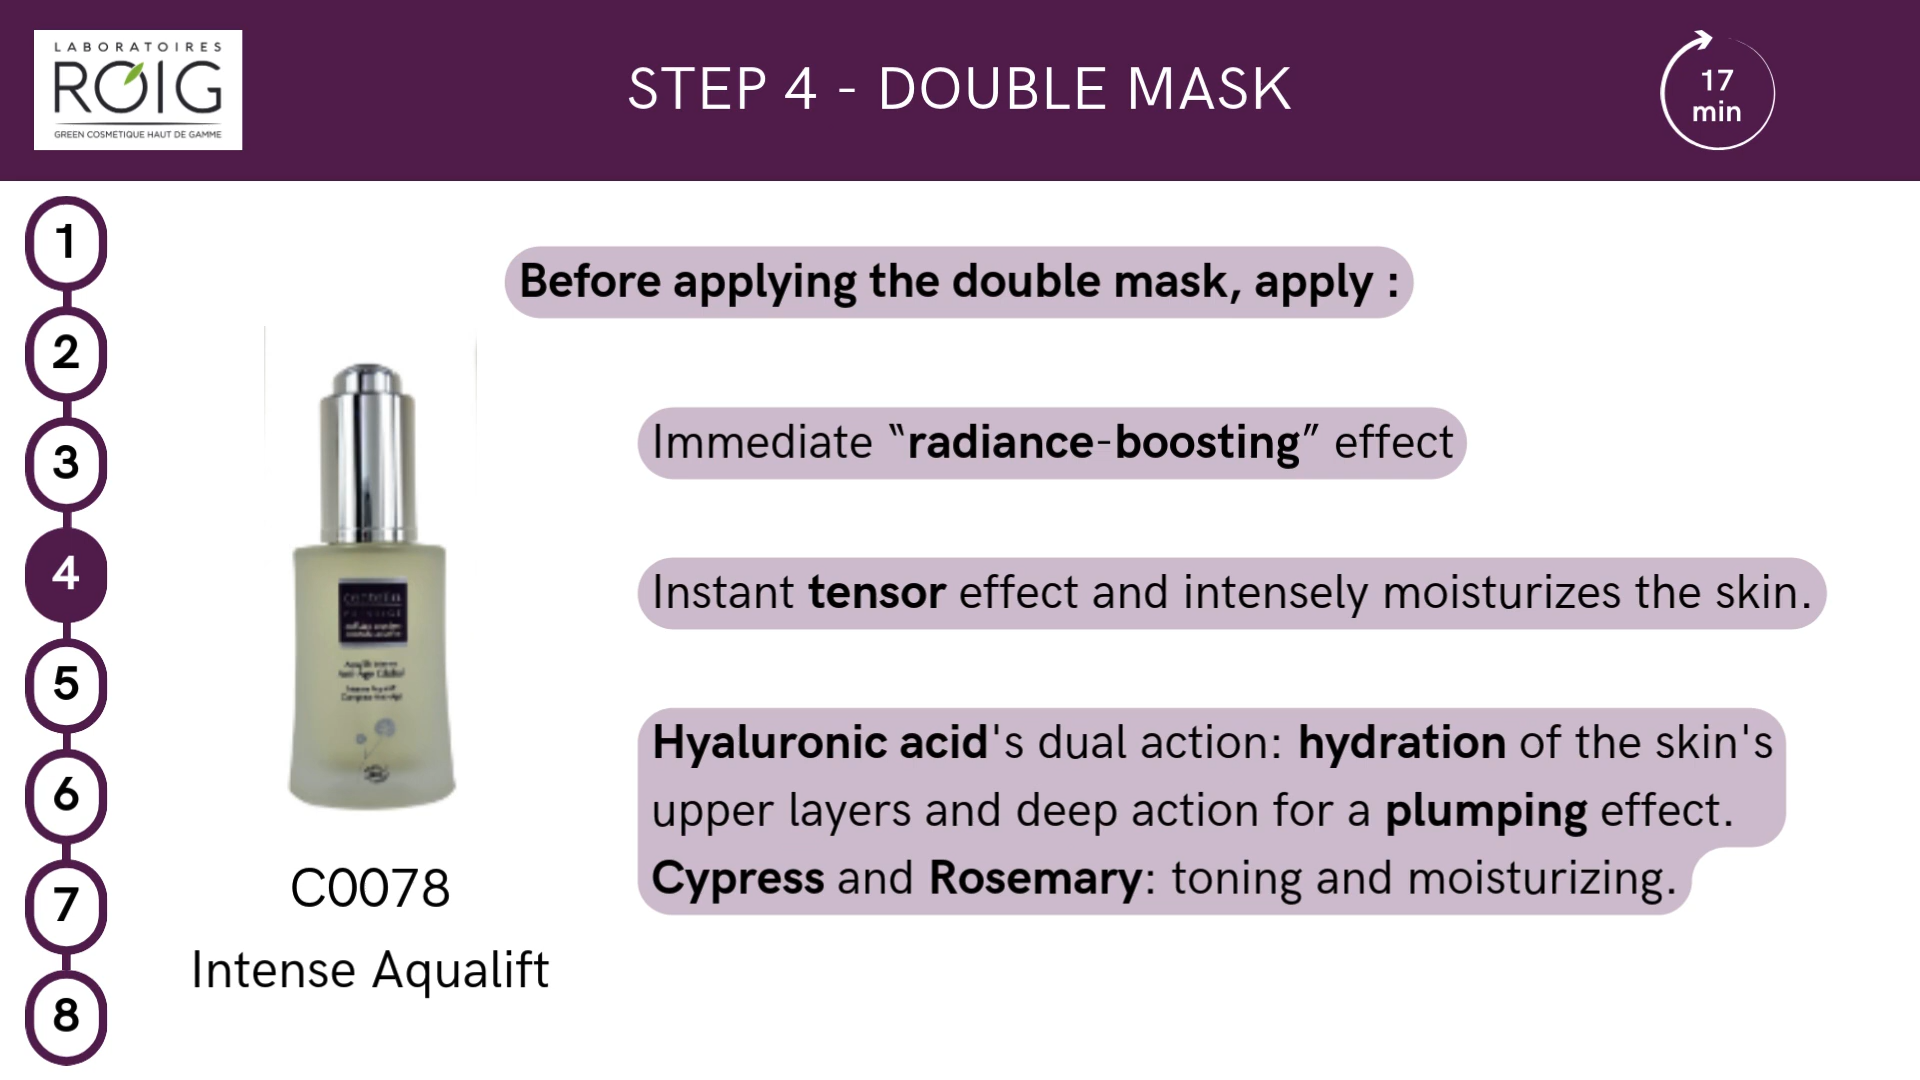 LABORATOIRES
ROIG
GREEN COSMETIQUE HAUT DE GAMME
STEP 4 - DOUBLE MASK
17
min
1
2
3
4
5
6
7
8
Before applying the double mask, apply :
Immediate “radiance-boosting” effect
Instant tensor effect and intensely moisturizes the skin.
Hyaluronic acid's dual action: hydration of the skin's
upper layers and deep action for a plumping effect.
Cypress and Rosemary: toning and moisturizing.
C0078
Intense Aqualift